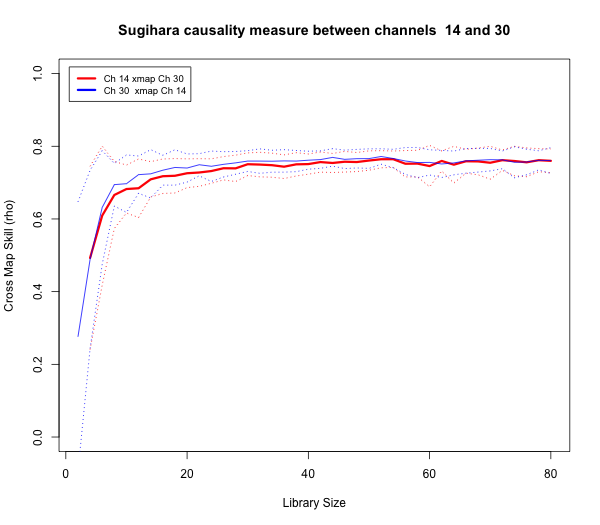 Sugihara causality measure between channels  14 and 30
Ch 14 xmap Ch 30
Ch 30  xmap Ch 14
Cross Map Skill (rho)
1.0
0.8
0.6
0.4
0.2
0.0
0 20 40 60 80
Library Size